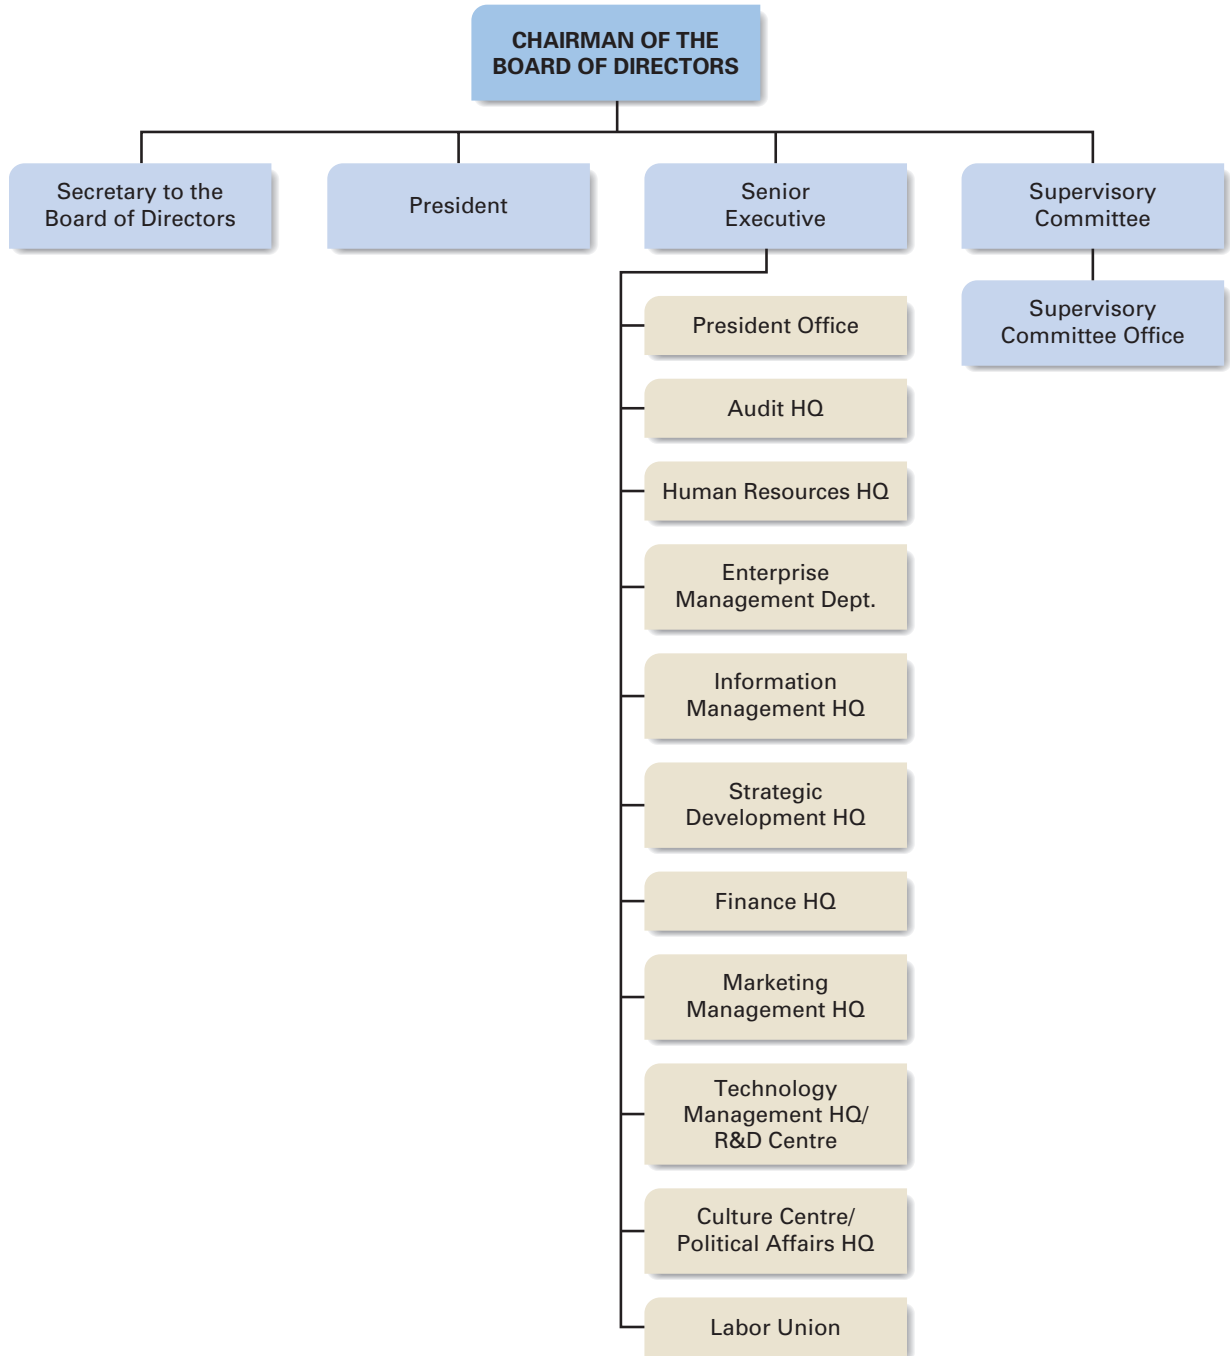 CHAIRMAN OF THE
BOARD OF DIRECTORS
Secretary to the
Board of Directors
President
Senior
Executive
Supervisory
Committee
President Office
Supervisory
Committee Office
Audit HQ
Human Resources HQ
Enterprise
Management Dept.
Information
Management HQ
Strategic
Development HQ
Finance HQ
Marketing
Management HQ
Technology
Management HQ/
R&D Centre
Culture Centre/
Political Affairs HQ
Labor Union